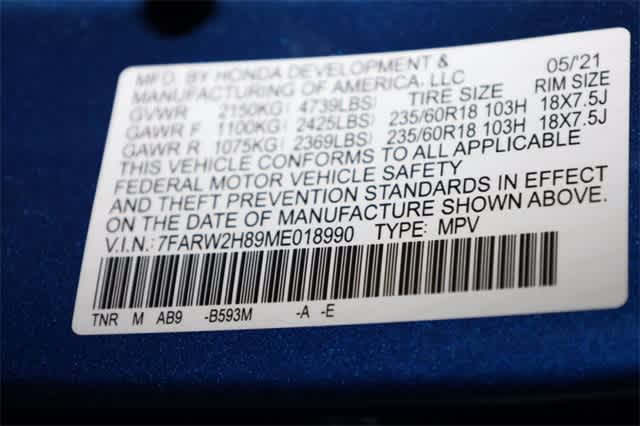 MFD. BY HONDA DEVELOPMENT & 05/'21
MANUFACTURING OF AMERICA, LLC
GVWR 2150KG( 4739LBS) TIRE SIZE RIM SIZE
GAWR F 1100KG( 2425LBS) 235/60R18 103H 18X7.5J
GAWR R 1075KG( 2369LBS) 235/60R18 103H 18X7.5J
THIS VEHICLE CONFORMS TO ALL APPLICABLE
FEDERAL MOTOR VEHICLE SAFETY
AND THEFT PREVENTION STANDARDS IN EFFECT
ON THE DATE OF MANUFACTURE SHOWN ABOVE.
V.I.N.:7FARW2H89ME018990 TYPE: MPV
TNR M AB9 -B593M -A -E